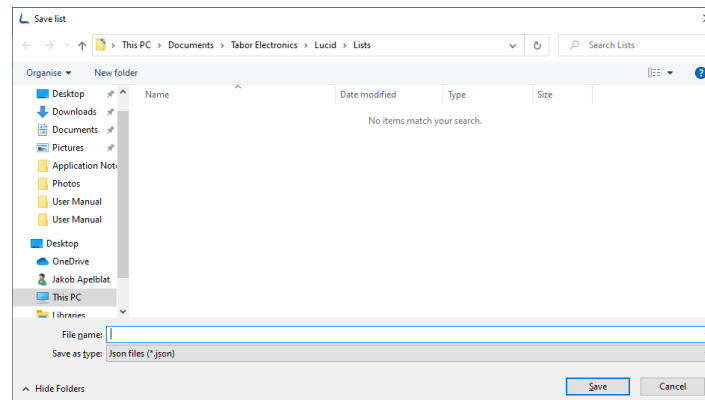 Save list
This PC > Documents > Tabor Electronics > Lucid > Lists
Search Lists
Organise
New folder
Name
Date modified
Type
Size
No items match your search.
Desktop
Downloads
Documents
Pictures
Application Note
Photos
User Manual
User Manual
Desktop
OneDrive
Jakob Apelblat
This PC
Libraries
File name:
Save as type: Json files (*.json)
Hide Folders
Save
Cancel